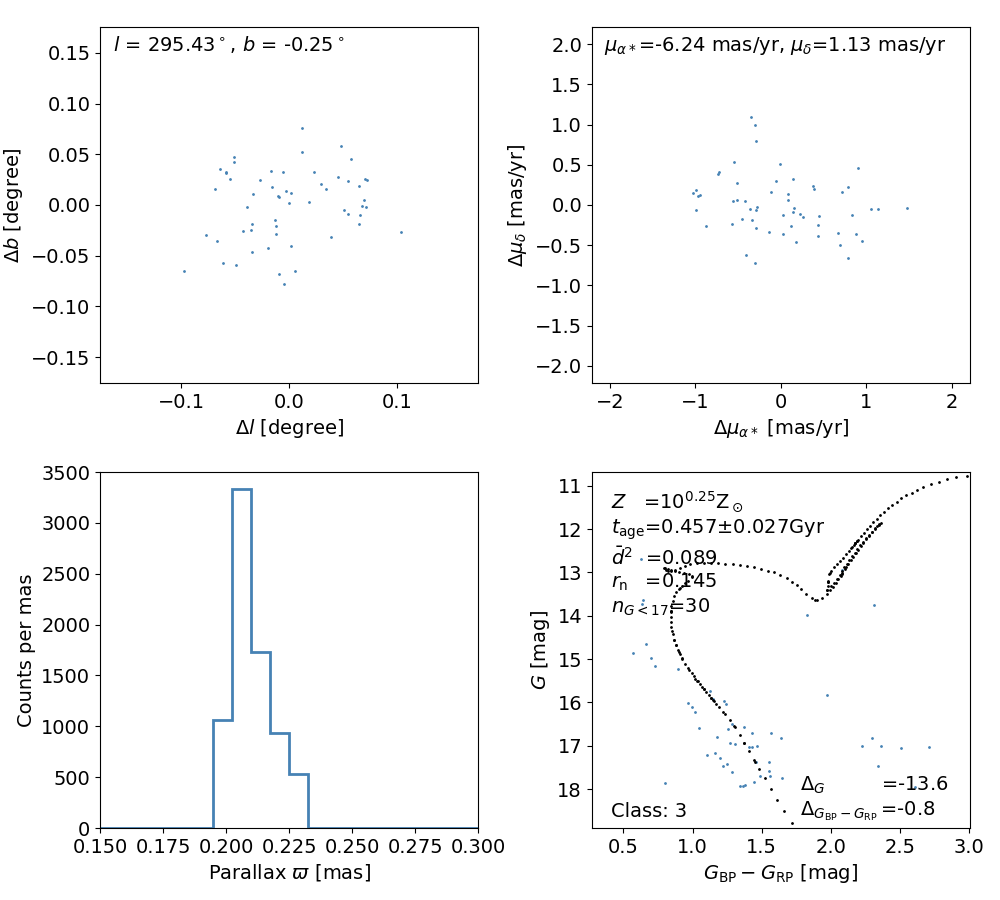 l = 295.43°, b = -0.25°
0.15
0.10
0.05
0.00
−0.05
−0.10
−0.15
Δb [degree]
−0.1 0.0 0.1
Δl [degree]
μα*=-6.24 mas/yr, μδ=1.13 mas/yr
2.0
1.5
1.0
0.5
0.0
−0.5
−1.0
−1.5
−2.0
Δμδ [mas/yr]
−2 −1 0 1 2
Δμα* [mas/yr]
3500
3000
2500
2000
1500
1000
500
0
Counts per mas
0.150 0.175 0.200 0.225 0.250 0.275 0.300
Parallax ϖ [mas]
Z =10^0.25 Z⊙
t_age=0.457±0.027Gyr
d̄² =0.089
r_n =0.145
n_G<17=30
11
12
13
14
15
16
17
18
G [mag]
Δ_G =-13.6
Δ_G_BP−G_RP =-0.8
Class: 3
0.5 1.0 1.5 2.0 2.5 3.0
G_BP − G_RP [mag]